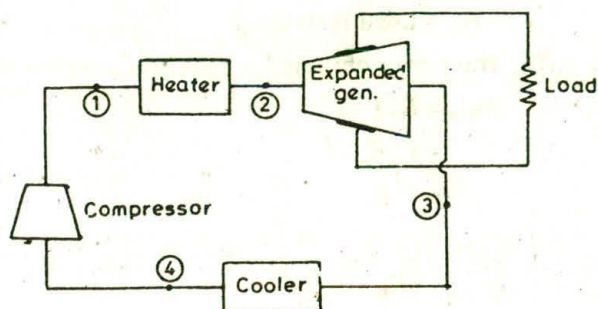 Expanded
gen.
Heater
Load
1
2
Compressor
3
4
Cooler